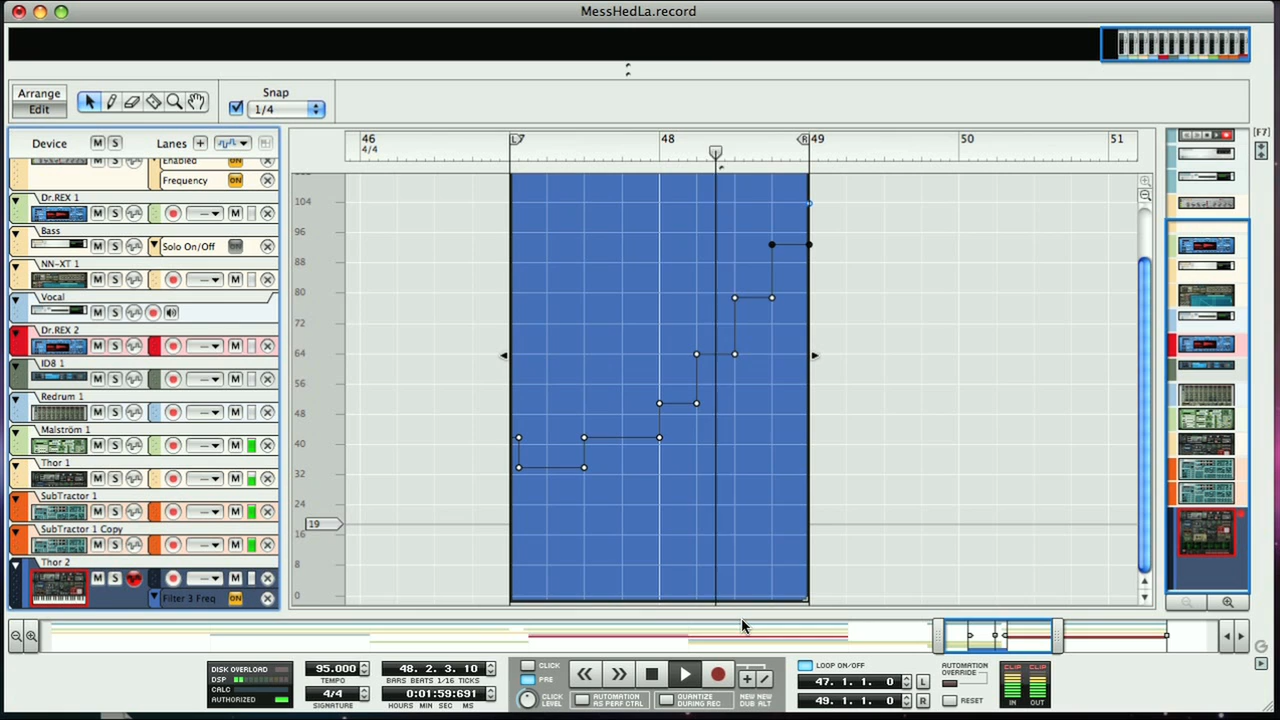 MessHedLa.record
Arrange
Edit
Snap
1/4
[F7]
Device M S Lanes
46 7 48 R 49 50 51
L
4/4
Enabled
Frequency ON
Dr.REX 1
M S M
Bass
M S Solo On/Off
NN-XT 1
M S M
Vocal
M S
Dr.REX 2
M S M
ID8 1
M S M
Redrum 1
M S M
Malström 1
M S M
Thor 1
M S M
SubTractor 1
M S M
SubTractor 1 Copy
M S M
Thor 2
M S M
Filter 3 Freq ON
104
96
88
80
72
64
56
48
40
32
24
19
16
8
0
DISK OVERLOAD
DSP
CALC
AUTHORIZED
95.000
TEMPO
4/4
SIGNATURE
48. 2. 3. 10
BARS BEATS 1/16 TICKS
0:01:59:691
HOURS MIN SEC MS
CLICK
PRE
CLICK
LEVEL
AUTOMATION
AS PERF CTRL
QUANTIZE
DURING REC
NEW NEW
DUB ALT
LOOP ON/OFF
47. 1. 1. 0 L
49. 1. 1. 0 R
AUTOMATION
OVERRIDE
RESET
CLIP CLIP
IN OUT